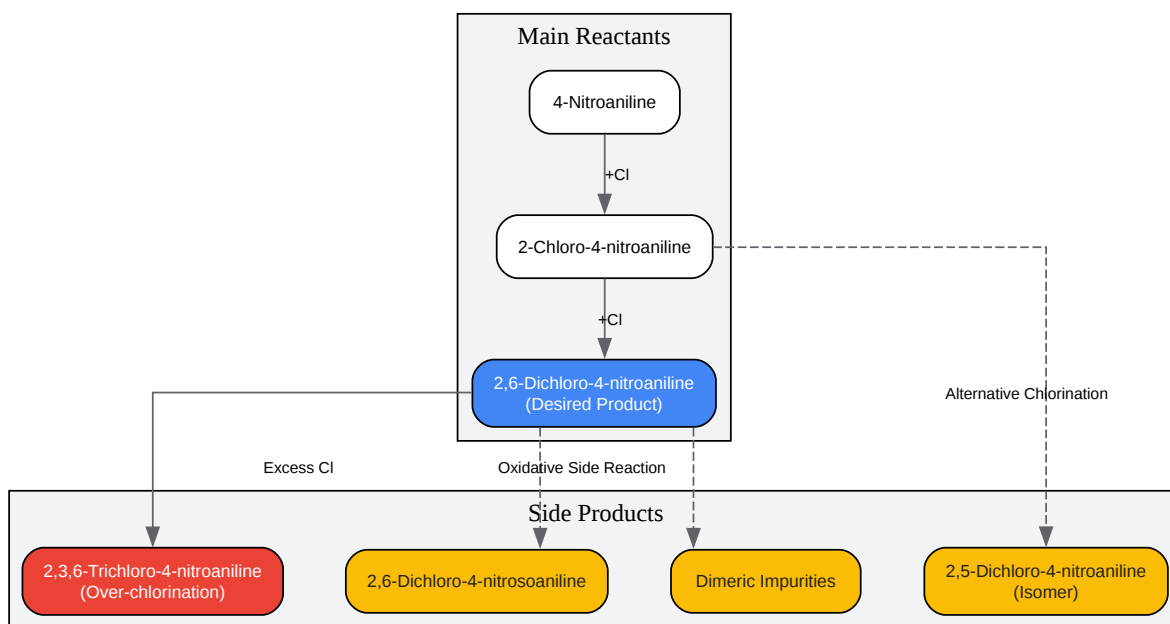 Main Reactants
4-Nitroaniline
+Cl
2-Chloro-4-nitroaniline
+Cl
2,6-Dichloro-4-nitroaniline
(Desired Product)
Alternative Chlorination
Excess Cl
Oxidative Side Reaction
Side Products
2,3,6-Trichloro-4-nitroaniline
(Over-chlorination)
2,6-Dichloro-4-nitrosoaniline
Dimeric Impurities
2,5-Dichloro-4-nitroaniline
(Isomer)